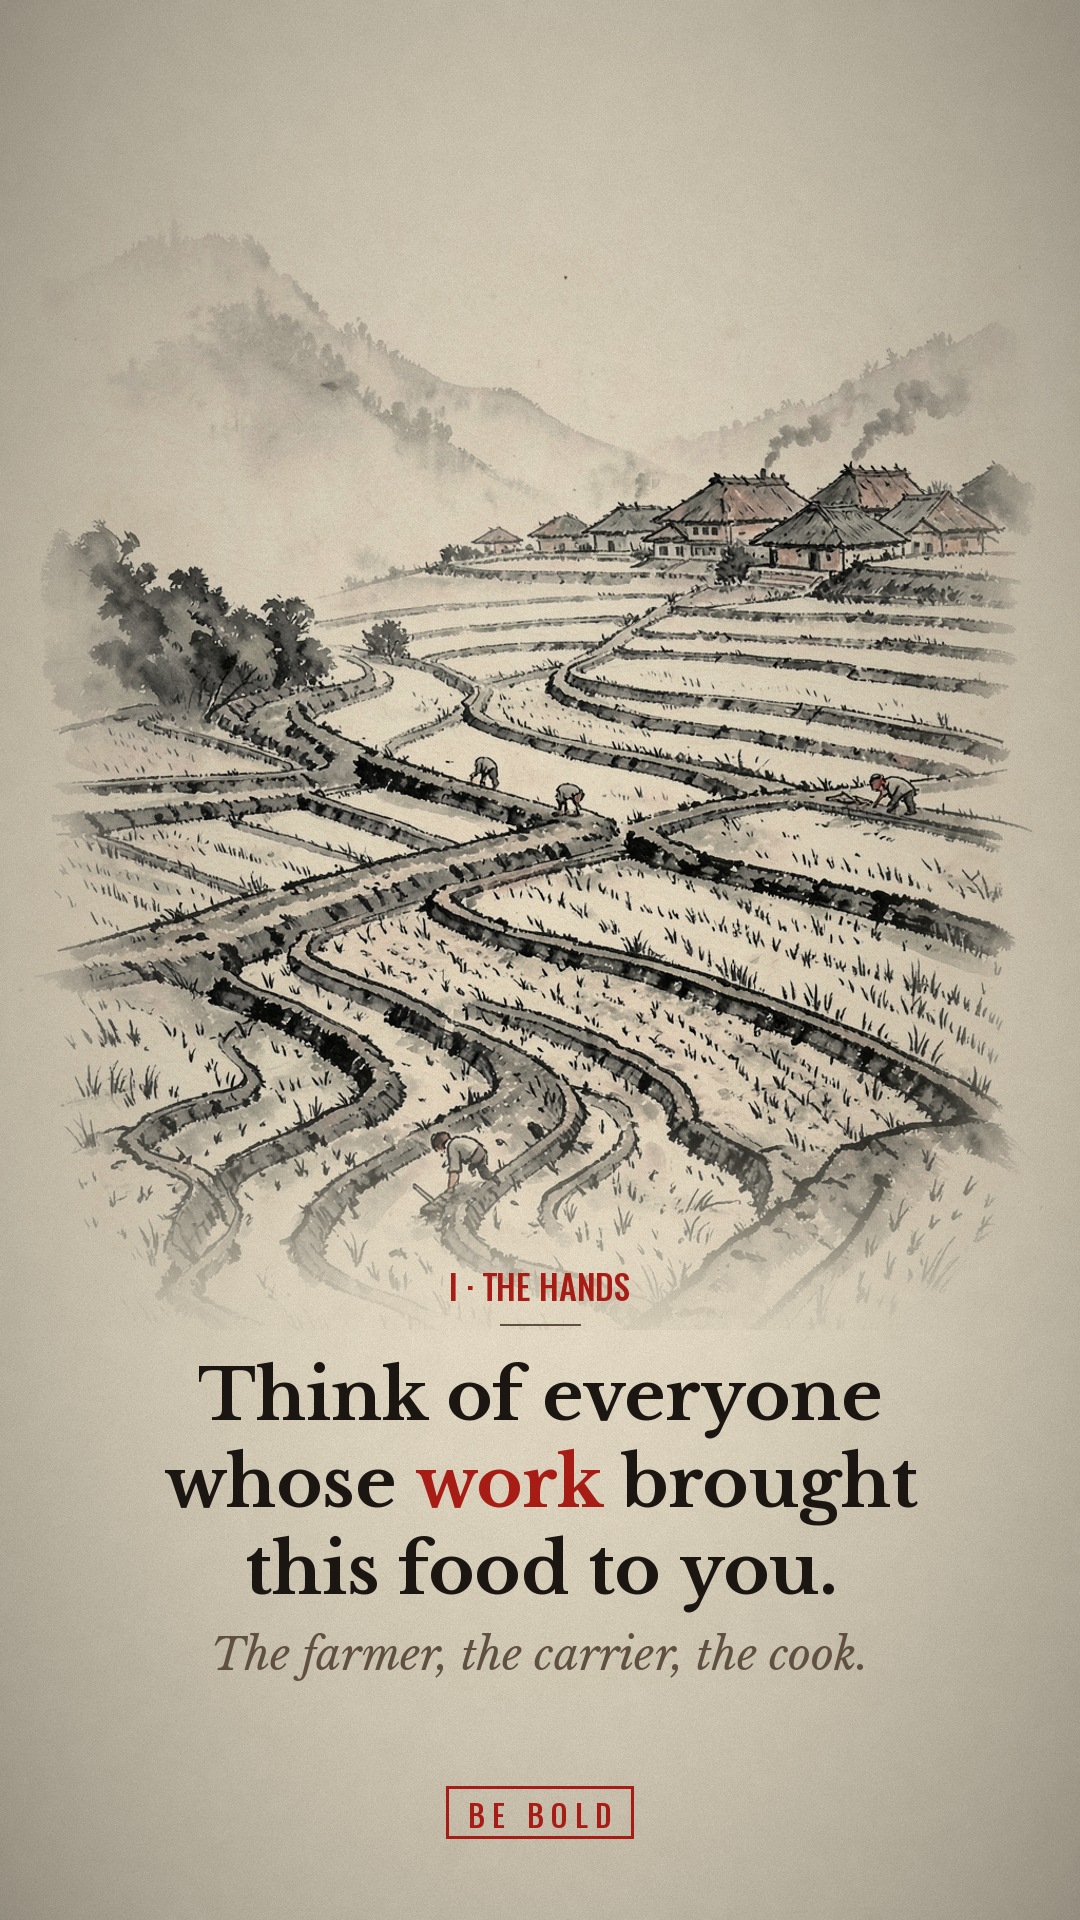 I · THE HANDS
Think of everyone
whose work brought
this food to you.
The farmer, the carrier, the cook.
BE BOLD